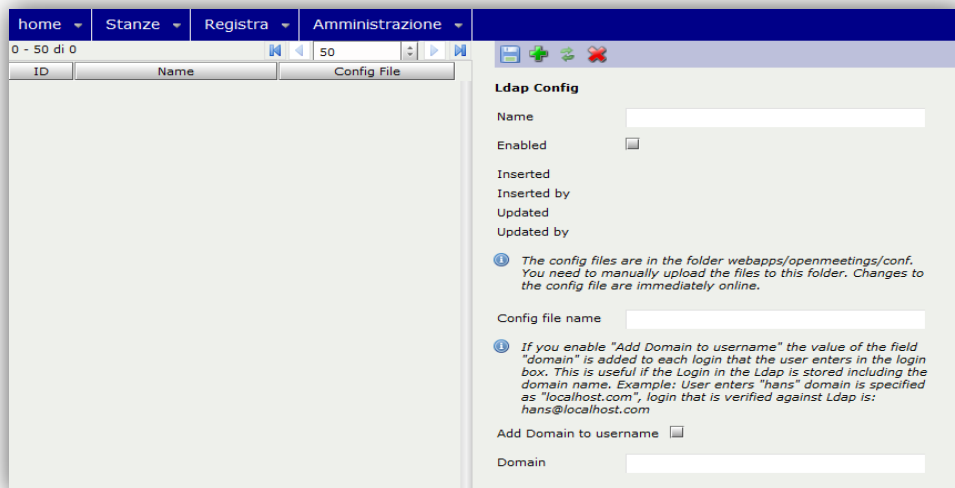 home Stanze Registra Amministrazione
0 - 50 di 0 50
ID Name Config File
Ldap Config
Name
Enabled
Inserted
Inserted by
Updated
Updated by
The config files are in the folder webapps/openmeetings/conf.
You need to manually upload the files to this folder. Changes to
the config file are immediately online.
Config file name
If you enable "Add Domain to username" the value of the field
"domain" is added to each login that the user enters in the login
box. This is useful if the Login in the Ldap is stored including the
domain name. Example: User enters "hans" domain is specified
as "localhost.com", login that is verified against Ldap is:
hans@localhost.com
Add Domain to username
Domain